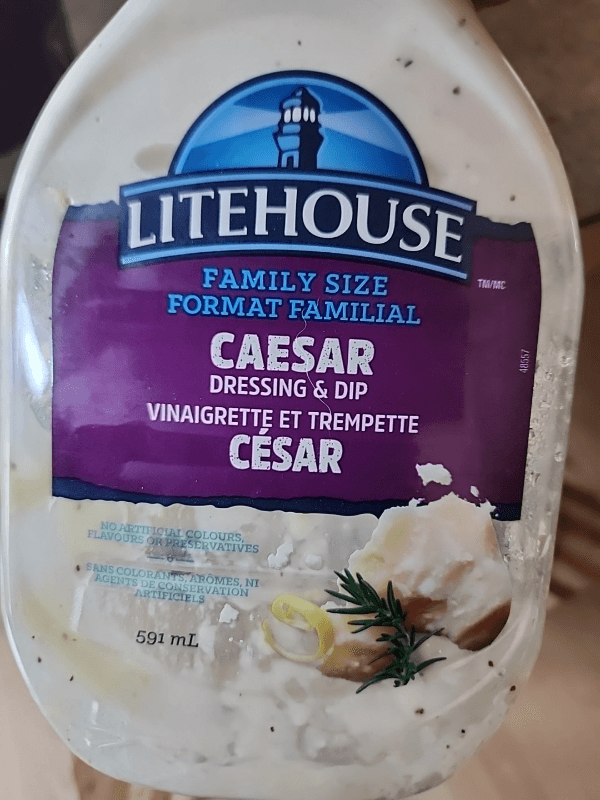 LITEHOUSE
TM/MC
FAMILY SIZE
FORMAT FAMILIAL
CAESAR
DRESSING & DIP
VINAIGRETTE ET TREMPETTE
CÉSAR
48557
NO ARTIFICIAL COLOURS,
FLAVOURS OR PRESERVATIVES
SANS COLORANTS, ARÔMES, NI
AGENTS DE CONSERVATION
ARTIFICIELS
591 mL